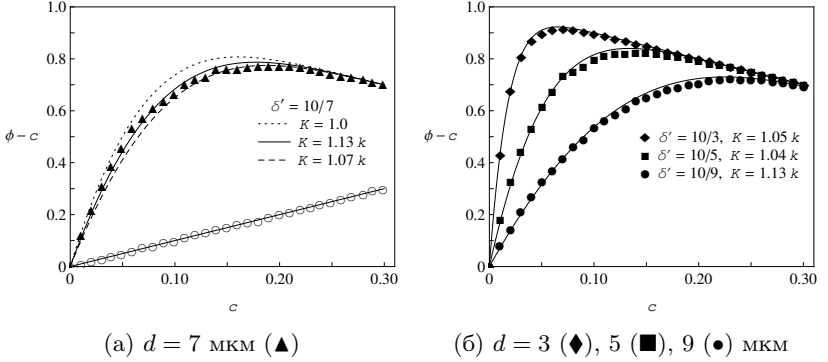 1.0
0.8
0.6
0.4
0.2
0
ϕ – c
δ′ = 10/7
K = 1.0
K = 1.13 k
K = 1.07 k
0 0.10 0.20 0.30
c
(а) d = 7 мкм (▲)
1.0
0.8
0.6
0.4
0.2
0
ϕ – c
◆ δ′ = 10/3, K = 1.05 k
■ δ′ = 10/5, K = 1.04 k
● δ′ = 10/9, K = 1.13 k
0 0.10 0.20 0.30
c
(б) d = 3 (◆), 5 (■), 9 (●) мкм